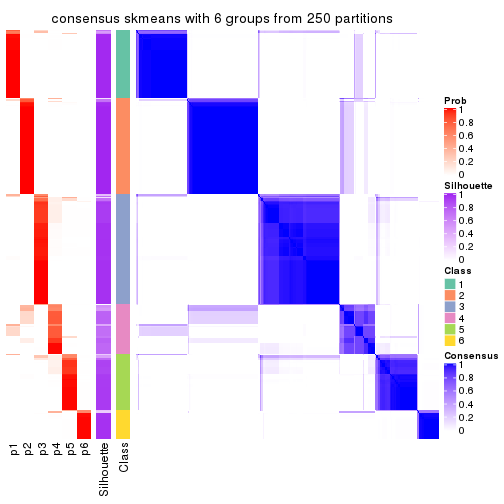 consensus skmeans with 6 groups from 250 partitions
Prob
1
0.8
0.6
0.4
0.2
0
Silhouette
1
0.8
0.6
0.4
0.2
0
Class
1
2
3
4
5
6
Consensus
1
0.8
0.6
0.4
0.2
0
p1
p2
p3
p4
p5
p6
Silhouette
Class